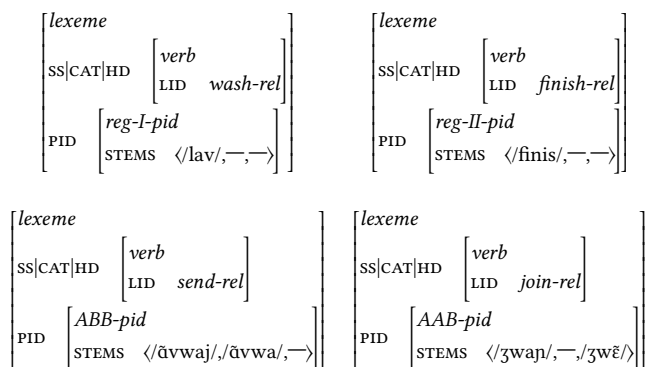 lexeme
verb
SS|CAT|HD
LID wash-rel
reg-I-pid
PID
STEMS ⟨/lav/,—,—⟩
lexeme
verb
SS|CAT|HD
LID finish-rel
reg-II-pid
PID
STEMS ⟨/finis/,—,—⟩
lexeme
verb
SS|CAT|HD
LID send-rel
ABB-pid
PID
STEMS ⟨/ɑ̃vwaj/,/ɑ̃vwa/,—⟩
lexeme
verb
SS|CAT|HD
LID join-rel
AAB-pid
PID
STEMS ⟨/ʒwaɲ/,—,/ʒwɛ̃/⟩